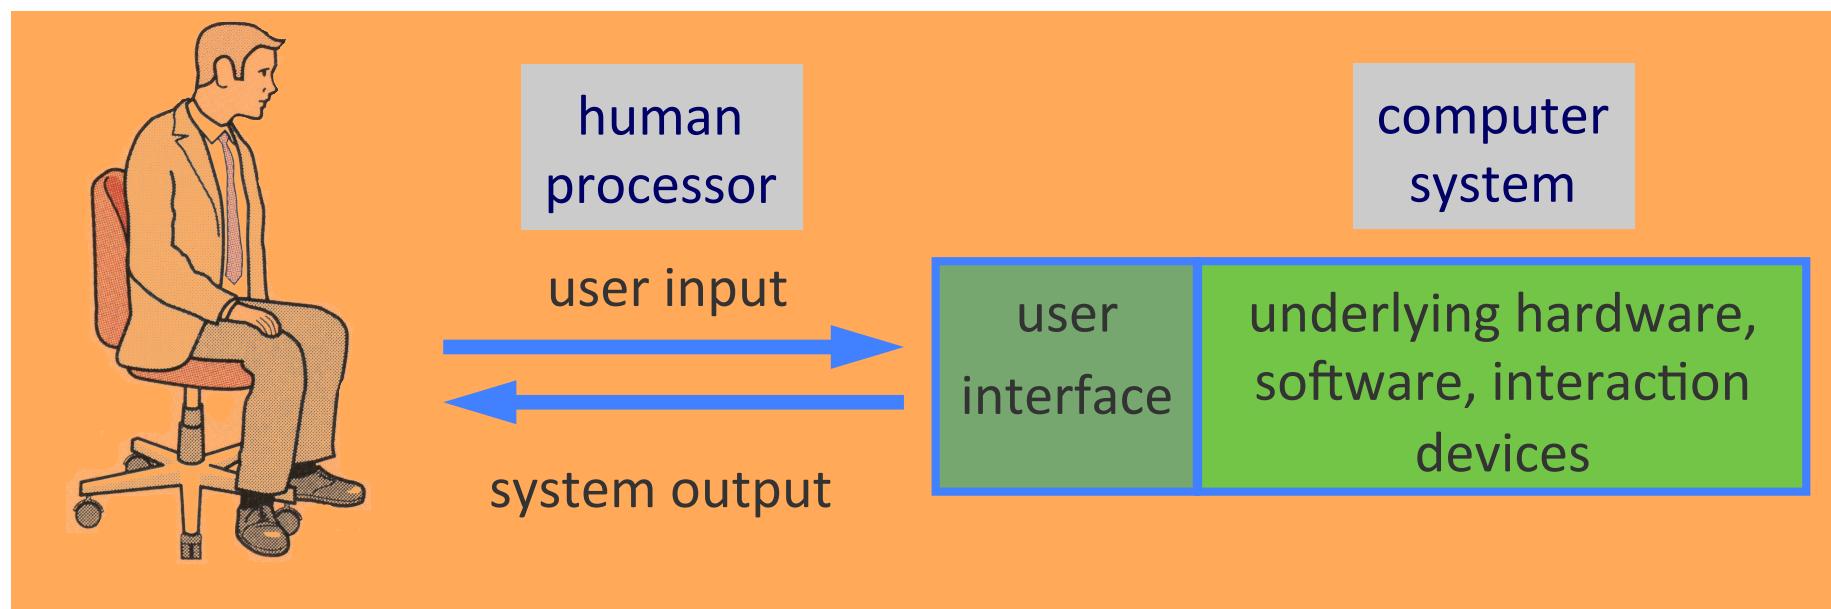 human
processor
computer
system
user input
system output
user
interface
underlying hardware,
software, interaction
devices